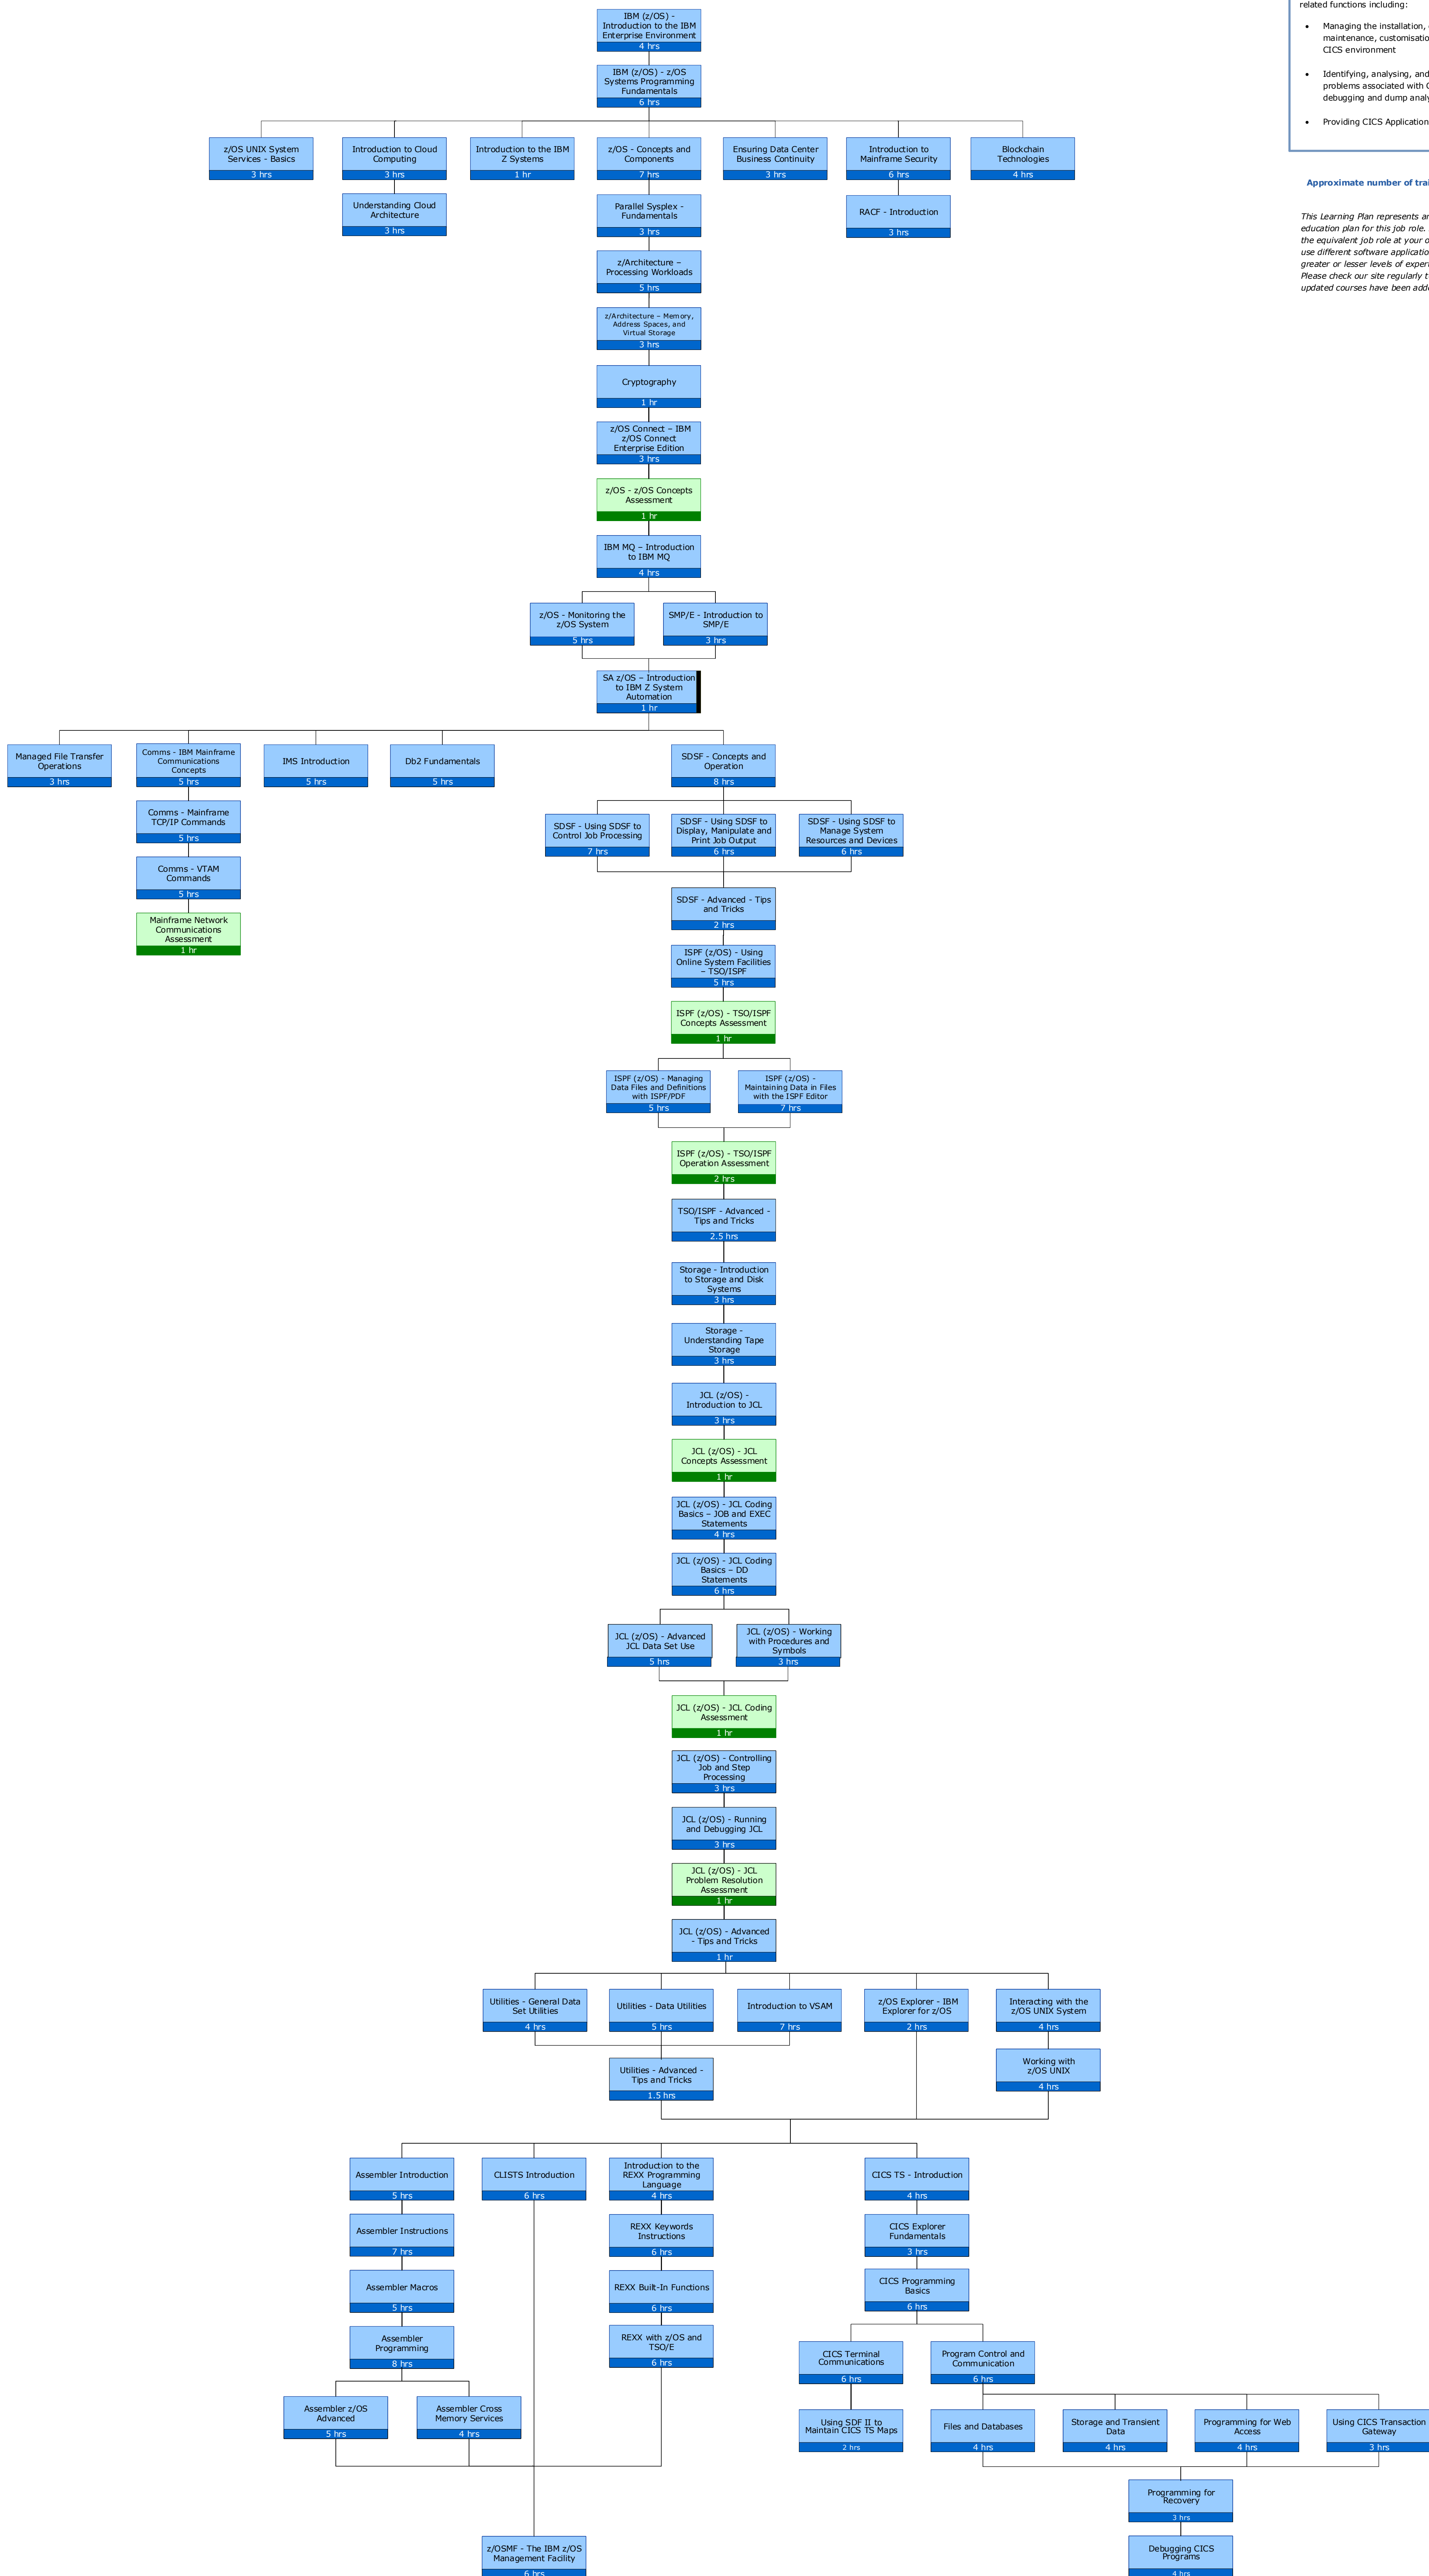 IBM (z/OS) -
Introduction to the IBM
Enterprise Environment
4 hrs
IBM (z/OS) - z/OS
Systems Programming
Fundamentals
6 hrs
z/OS UNIX System
Services - Basics
3 hrs
Introduction to Cloud
Computing
3 hrs
Understanding Cloud
Architecture
3 hrs
Introduction to the IBM
Z Systems
1 hr
z/OS - Concepts and
Components
7 hrs
Ensuring Data Center
Business Continuity
3 hrs
Introduction to
Mainframe Security
6 hrs
RACF - Introduction
3 hrs
Blockchain
Technologies
4 hrs
Parallel Sysplex -
Fundamentals
3 hrs
z/Architecture –
Processing Workloads
5 hrs
z/Architecture – Memory,
Address Spaces, and
Virtual Storage
3 hrs
Cryptography
1 hr
z/OS Connect – IBM
z/OS Connect
Enterprise Edition
3 hrs
z/OS - z/OS Concepts
Assessment
1 hr
IBM MQ – Introduction
to IBM MQ
4 hrs
z/OS - Monitoring the
z/OS System
5 hrs
SMP/E - Introduction to
SMP/E
3 hrs
SA z/OS – Introduction
to IBM Z System
Automation
1 hr
Managed File Transfer
Operations
3 hrs
Comms - IBM Mainframe
Communications
Concepts
5 hrs
Comms - Mainframe
TCP/IP Commands
5 hrs
Comms - VTAM
Commands
5 hrs
Mainframe Network
Communications
Assessment
1 hr
IMS Introduction
5 hrs
Db2 Fundamentals
5 hrs
SDSF - Concepts and
Operation
8 hrs
SDSF - Using SDSF to
Control Job Processing
7 hrs
SDSF - Using SDSF to
Display, Manipulate and
Print Job Output
6 hrs
SDSF - Using SDSF to
Manage System
Resources and Devices
6 hrs
SDSF - Advanced - Tips
and Tricks
2 hrs
ISPF (z/OS) - Using
Online System Facilities
– TSO/ISPF
5 hrs
ISPF (z/OS) - TSO/ISPF
Concepts Assessment
1 hr
ISPF (z/OS) - Managing
Data Files and Definitions
with ISPF/PDF
5 hrs
ISPF (z/OS) -
Maintaining Data in Files
with the ISPF Editor
7 hrs
ISPF (z/OS) - TSO/ISPF
Operation Assessment
2 hrs
TSO/ISPF - Advanced -
Tips and Tricks
2.5 hrs
Storage - Introduction
to Storage and Disk
Systems
3 hrs
Storage -
Understanding Tape
Storage
3 hrs
JCL (z/OS) -
Introduction to JCL
3 hrs
JCL (z/OS) - JCL
Concepts Assessment
1 hr
JCL (z/OS) - JCL Coding
Basics – JOB and EXEC
Statements
4 hrs
JCL (z/OS) - JCL Coding
Basics – DD
Statements
6 hrs
JCL (z/OS) - Advanced
JCL Data Set Use
5 hrs
JCL (z/OS) - Working
with Procedures and
Symbols
3 hrs
JCL (z/OS) - JCL Coding
Assessment
1 hr
JCL (z/OS) - Controlling
Job and Step
Processing
3 hrs
JCL (z/OS) - Running
and Debugging JCL
3 hrs
JCL (z/OS) - JCL
Problem Resolution
Assessment
1 hr
JCL (z/OS) - Advanced
- Tips and Tricks
1 hr
Utilities - General Data
Set Utilities
4 hrs
Utilities - Data Utilities
5 hrs
Introduction to VSAM
7 hrs
z/OS Explorer - IBM
Explorer for z/OS
2 hrs
Interacting with the
z/OS UNIX System
4 hrs
Utilities - Advanced -
Tips and Tricks
1.5 hrs
Working with
z/OS UNIX
4 hrs
Assembler Introduction
5 hrs
Assembler Instructions
7 hrs
Assembler Macros
5 hrs
Assembler
Programming
8 hrs
Assembler z/OS
Advanced
5 hrs
Assembler Cross
Memory Services
4 hrs
CLISTS Introduction
6 hrs
Introduction to the
REXX Programming
Language
4 hrs
REXX Keywords
Instructions
6 hrs
REXX Built-In Functions
6 hrs
REXX with z/OS and
TSO/E
6 hrs
z/OSMF - The IBM z/OS
Management Facility
6 hrs
CICS TS - Introduction
4 hrs
CICS Explorer
Fundamentals
3 hrs
CICS Programming
Basics
6 hrs
CICS Terminal
Communications
6 hrs
Program Control and
Communication
6 hrs
Using SDF II to
Maintain CICS TS Maps
2 hrs
Files and Databases
4 hrs
Storage and Transient
Data
4 hrs
Programming for Web
Access
4 hrs
Using CICS Transaction
Gateway
3 hrs
Programming for
Recovery
3 hrs
Debugging CICS
Programs
4 hrs
related functions including:
• Managing the installation,
maintenance, customisatio
CICS environment
• Identifying, analysing, and
problems associated with
debugging and dump analy
• Providing CICS Application
Approximate number of trai
This Learning Plan represents
education plan for this job role.
the equivalent job role at your
use different software applicatio
greater or lesser levels of expert
Please check our site regularly
updated courses have been add